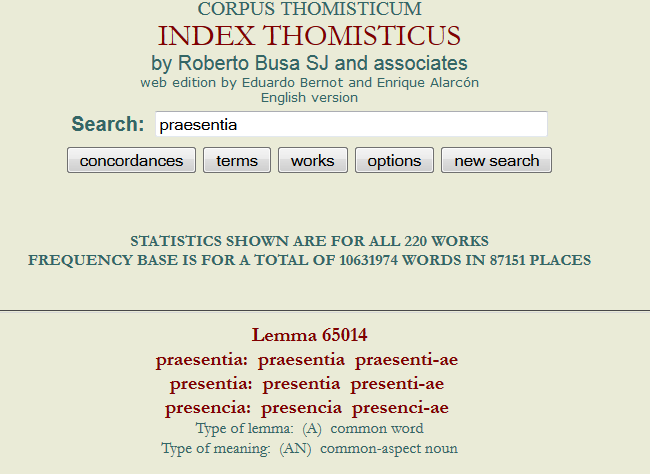 CORPUS THOMISTICUM
INDEX THOMISTICUS
by Roberto Busa SJ and associates
web edition by Eduardo Bernot and Enrique Alarcón
English version
Search: praesentia
concordances terms works options new search
STATISTICS SHOWN ARE FOR ALL 220 WORKS
FREQUENCY BASE IS FOR A TOTAL OF 10631974 WORDS IN 87151 PLACES
Lemma 65014
praesentia: praesentia praesenti-ae
presentia: presentia presenti-ae
presencia: presencia presenci-ae
Type of lemma: (A) common word
Type of meaning: (AN) common-aspect noun